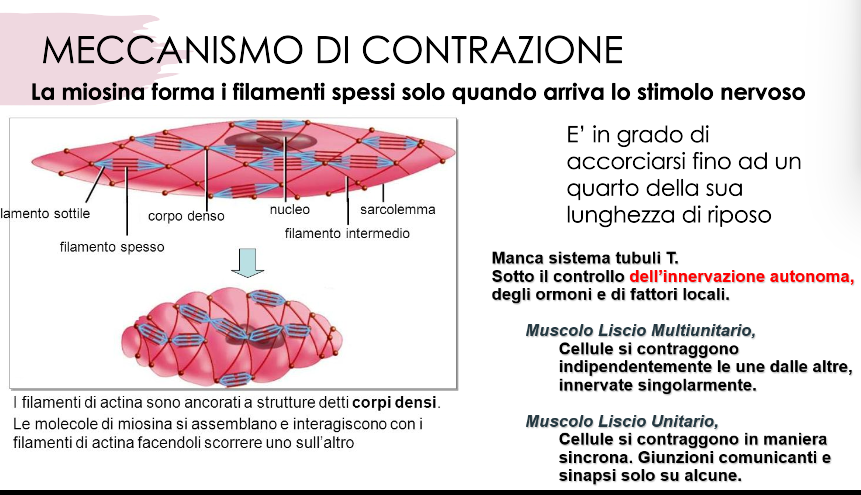 MECCANISMO DI CONTRAZIONE
La miosina forma i filamenti spessi solo quando arriva lo stimolo nervoso
lamento sottile
filamento spesso
corpo denso
nucleo
filamento intermedio
sarcolemma
I filamenti di actina sono ancorati a strutture detti corpi densi.
Le molecole di miosina si assemblano e interagiscono con i
filamenti di actina facendoli scorrere uno sull'altro
E' in grado di
accorciarsi fino ad un
quarto della sua
lunghezza di riposo
Manca sistema tubuli T.
Sotto il controllo dell'innervazione autonoma,
degli ormoni e di fattori locali.
Muscolo Liscio Multiunitario,
Cellule si contraggono
indipendentemente le une dalle altre,
innervate singolarmente.
Muscolo Liscio Unitario,
Cellule si contraggono in maniera
sincrona. Giunzioni comunicanti e
sinapsi solo su alcune.